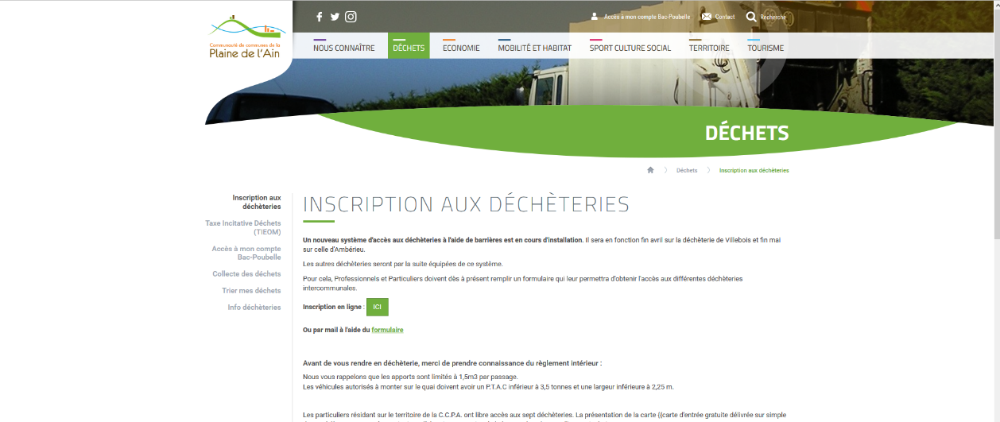 Accès à mon compte Bac-Poubelle
Contact
Recherche
Communauté de communes de la
Plaine de l'Ain
NOUS CONNAÎTRE
DÉCHETS
ECONOMIE
MOBILITÉ ET HABITAT
SPORT CULTURE SOCIAL
TERRITOIRE
TOURISME
DÉCHETS
Déchets
Inscription aux déchèteries
Inscription aux
déchèteries
Taxe Incitative Déchets
(TIEOM)
Accès à mon compte
Bac-Poubelle
Collecte des déchets
Trier mes déchets
Info déchèteries
INSCRIPTION AUX DÉCHÈTERIES
Un nouveau système d'accès aux déchèteries à l'aide de barrières est en cours d'installation. Il sera en fonction fin avril sur la déchèterie de Villebois et fin mai
sur celle d'Ambérieu.
Les autres déchèteries seront par la suite équipées de ce système.
Pour cela, Professionnels et Particuliers doivent dès à présent remplir un formulaire qui leur permettra d'obtenir l'accès aux différentes déchèteries
intercommunales.
Inscription en ligne : ICI
Ou par mail à l'aide du formulaire
Avant de vous rendre en déchèterie, merci de prendre connaissance du règlement intérieur :
Nous vous rappelons que les apports sont limités à 1,5m3 par passage.
Les véhicules autorisés à monter sur le quai doivent avoir un P.T.A.C inférieur à 3,5 tonnes et une largeur inférieure à 2,25 m.
Les particuliers résidant sur le territoire de la C.C.P.A. ont libre accès aux sept déchèteries. La présentation de la carte ((carte d'entrée gratuite délivrée sur simple